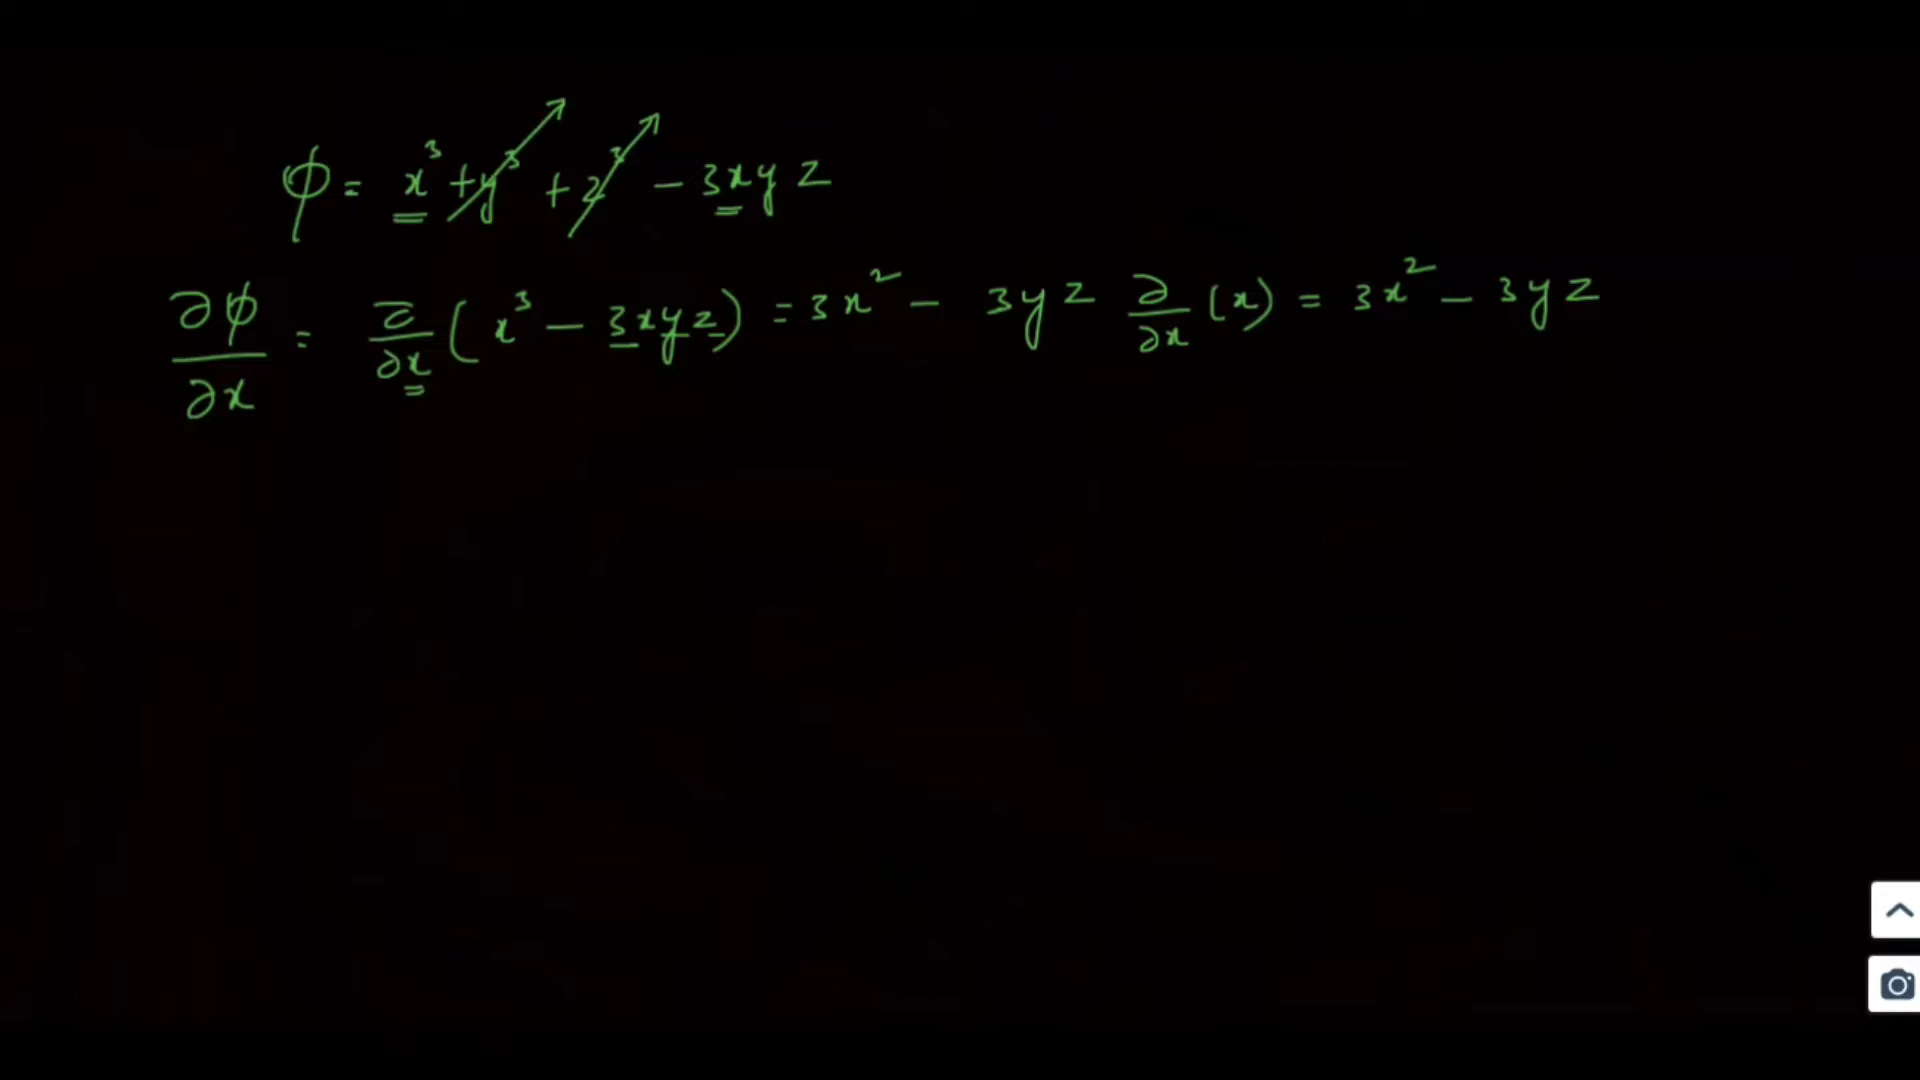 ϕ = x³ + y³ + z³ − 3xyz
∂ϕ/∂x = ∂/∂x (x³ − 3xyz) = 3x² − 3yz ∂/∂x (x) = 3x² − 3yz